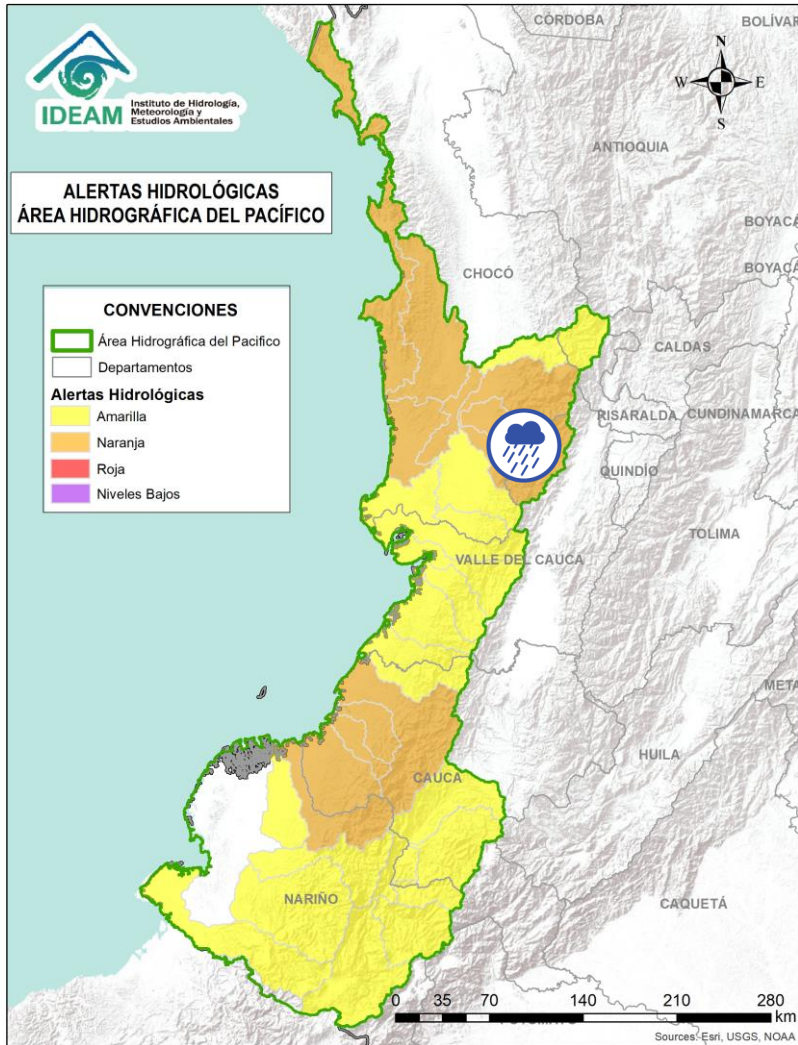 CÓRDOBA
BOLÍVAR
N
W
E
S
IDEAM
Instituto de Hidrología,
Meteorología y
Estudios Ambientales
ANTIOQUIA
ALERTAS HIDROLÓGICAS
ÁREA HIDROGRÁFICA DEL PACÍFICO
BOYACÁ
BOYACÁ
CHOCÓ
CONVENCIONES
Área Hidrográfica del Pacifico
Departamentos
Alertas Hidrológicas
Amarilla
Naranja
Roja
Niveles Bajos
CALDAS
RISARALDA
CUNDINAMARCA
QUINDÍO
TOLIMA
VALLE DEL CAUCA
META
HUILA
CAUCA
NARIÑO
CAQUETÁ
0 35 70 140 210 280
km
Sources: Esri, USGS, NOAA